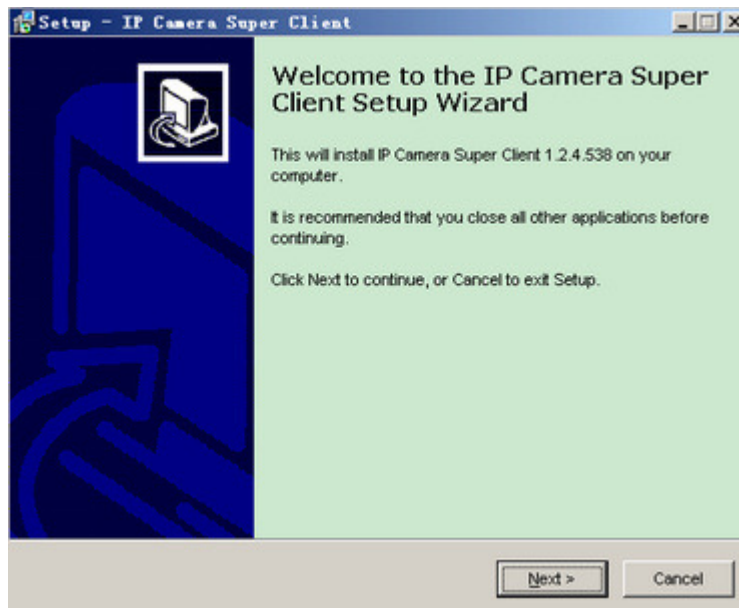 Setup - IP Camera Super Client
Welcome to the IP Camera Super
Client Setup Wizard
This will install IP Camera Super Client 1.2.4.538 on your
computer.
It is recommended that you close all other applications before
continuing.
Click Next to continue, or Cancel to exit Setup.
Next >
Cancel